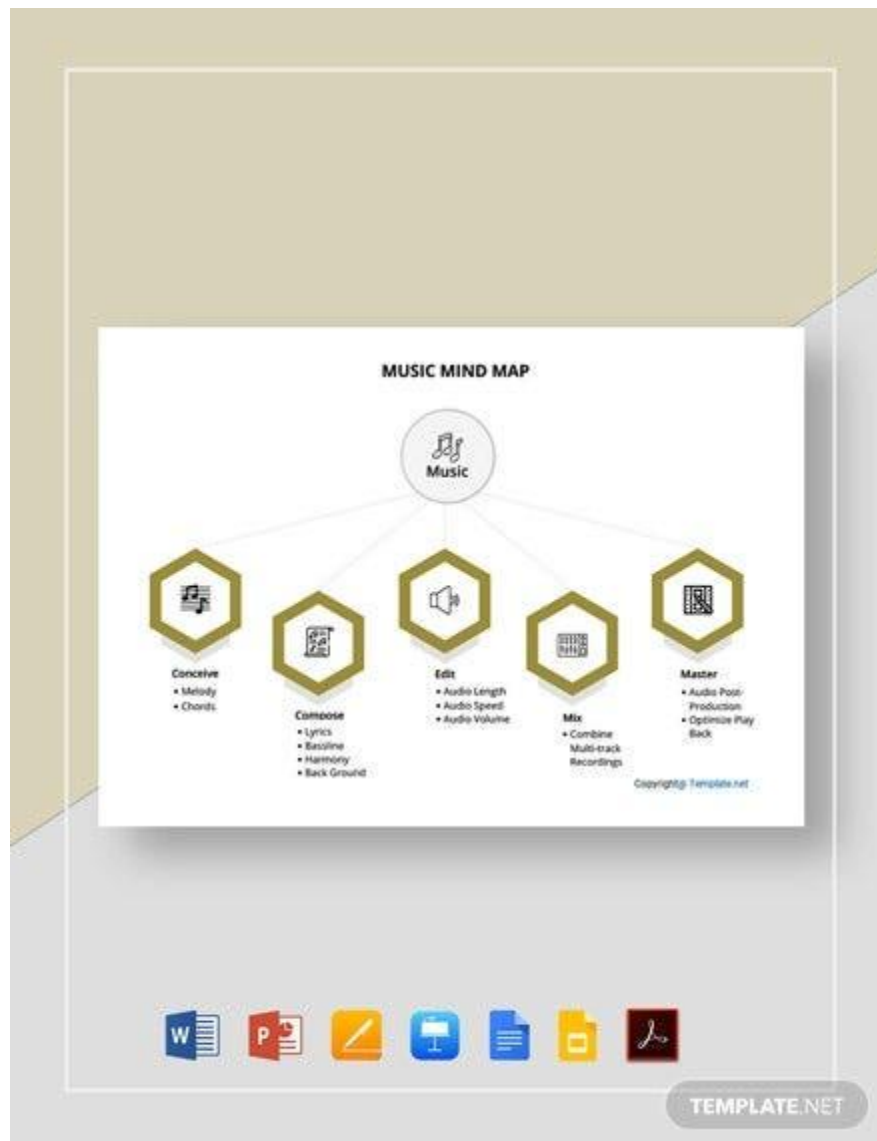 MUSIC MIND MAP
Music
Conceive
• Melody
• Chords
Compose
• Lyrics
• Bassline
• Harmony
• Back Ground
Edit
• Audio Length
• Audio Speed
• Audio Volume
Mix
• Combine
Multi-track
Recordings
Master
• Audio Post-
Production
• Optimize Play
Back
Copyright@ Template.net
W
P
TEMPLATE.NET